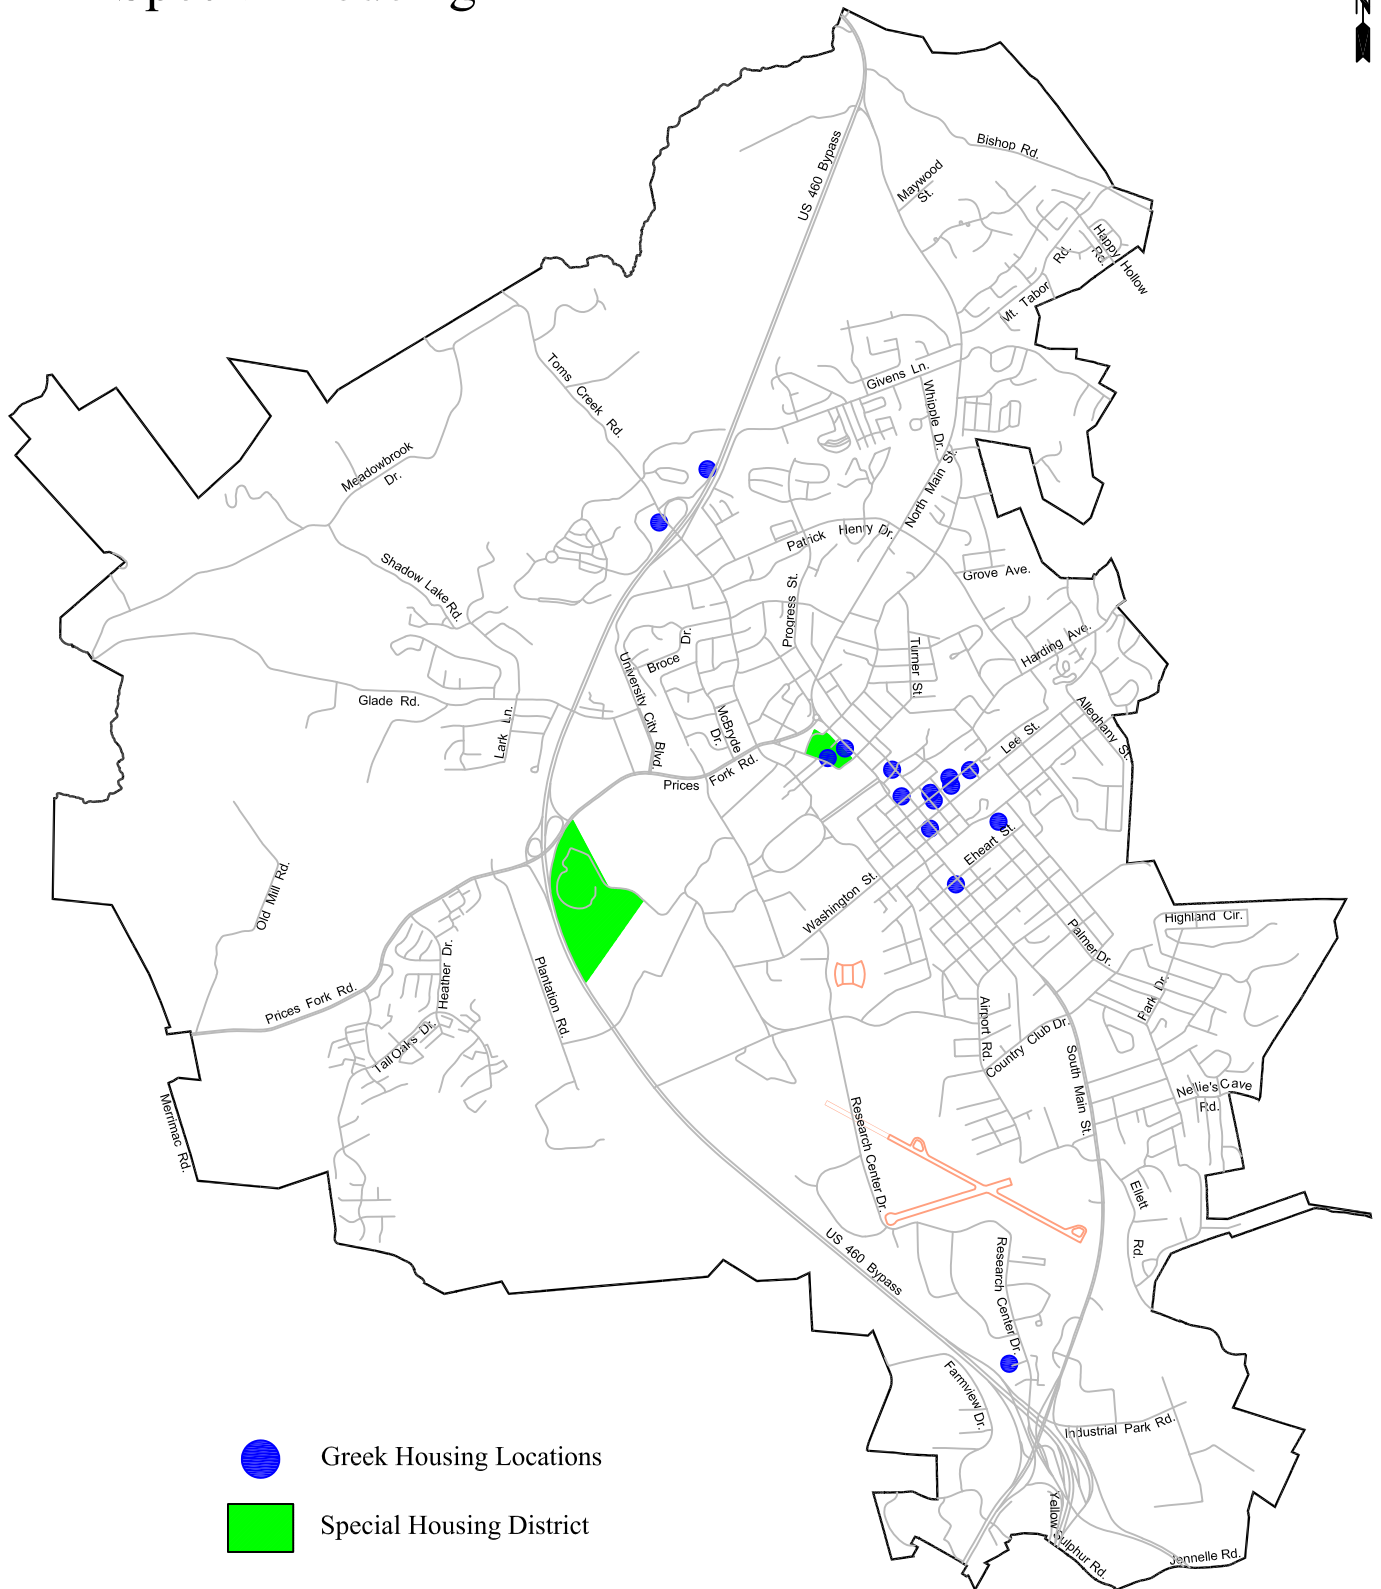 N
Bishop Rd.
US 460 Bypass
Maywood
St.
Happy Hollow
Rd.
Mt. Tabor
Rd.
Toms Creek Rd.
Givens Ln.
Whipple Dr.
Meadowbrook
Dr.
North Main St.
Patrick Henry Dr.
Shadow Lake Rd.
Grove Ave.
Progress St.
Broce
Dr.
Turner St.
Harding Ave.
University City Blvd.
Glade Rd.
Lark Ln.
McBryde
Dr.
Alleghany St.
Lee St.
Prices Fork Rd.
Eheart St.
Old Mill Rd.
Washington St.
Highland Cir.
Palmer Dr.
Heather Dr.
Plantation Rd.
Prices Fork Rd.
Park Dr.
Airport Rd.
Country Club Dr.
Tall Oaks Dr.
South Main St.
Nellie's Cave
Rd.
Merrimac Rd.
Research Center Dr.
Ellett
Rd.
US 460 Bypass
Research Center Dr.
Farmview Dr.
Industrial Park Rd.
Greek Housing Locations
Special Housing District
Yellow Sulphur Rd.
Jennelle Rd.